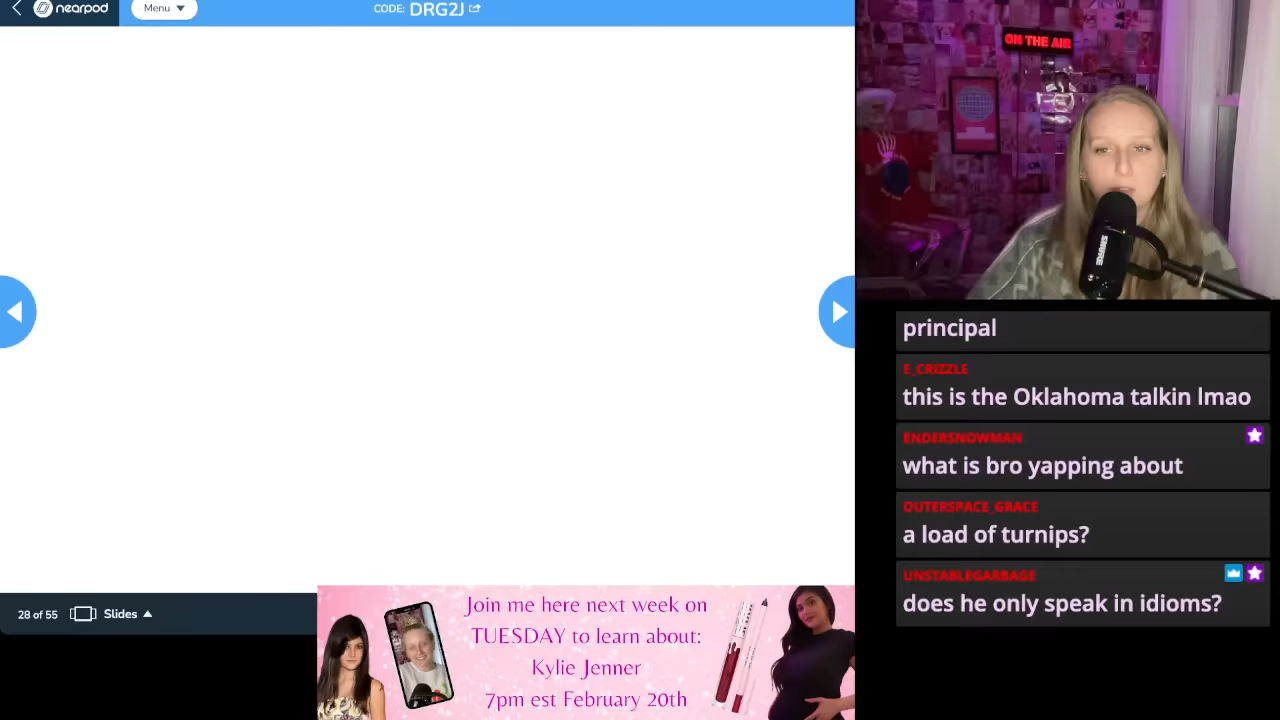 nearpod
Menu
CODE: DRG2J
ON THE AIR
SHURE
principal
E_CRIZZLE
this is the Oklahoma talkin lmao
ENDERSNOWMAN
what is bro yapping about
OUTERSPACE_GRACE
a load of turnips?
UNSTABLEGARBAGE
does he only speak in idioms?
28 of 55
Slides
Join me here next week on
TUESDAY to learn about:
Kylie Jenner
7pm est February 20th